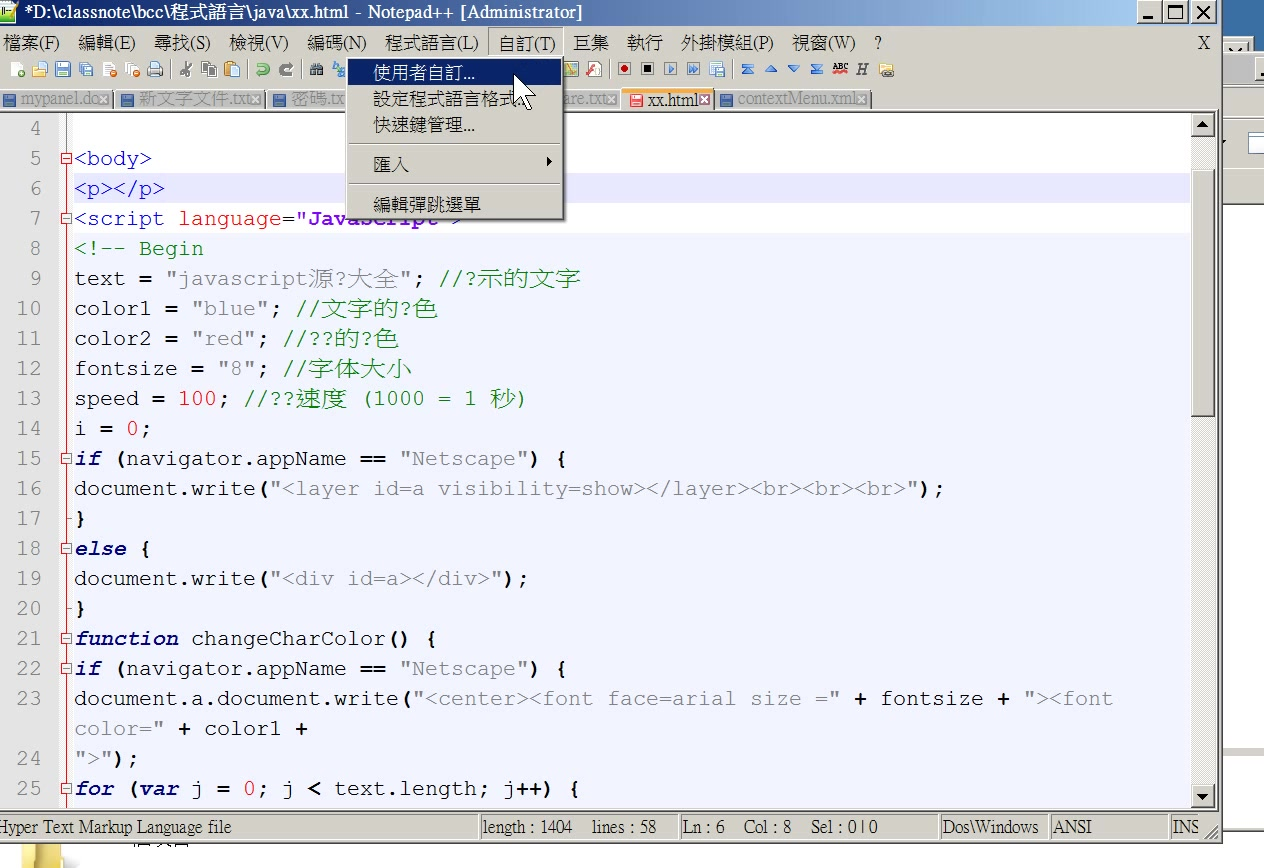 *D:\classnote\bcc\程式語言\java\xx.html - Notepad++ [Administrator]
檔案(F) 編輯(E) 尋找(S) 檢視(V) 編碼(N) 程式語言(L) 自訂(T) 巨集 執行 外掛模組(P) 視窗(W) ? X
使用者自訂...
設定程式語言格式...
快速鍵管理...
匯入
編輯彈跳選單
mypanel.do 新文字文件.txt 密碼.tx are.txt xx.html contextMenu.xml
4
5 <body>
6 <p></p>
7 <script language="JavaScript">
8 <!-- Begin
9 text = "javascript源?大全"; //?示的文字
10 color1 = "blue"; //文字的?色
11 color2 = "red"; //??的?色
12 fontsize = "8"; //字体大小
13 speed = 100; //??速度 (1000 = 1 秒)
14 i = 0;
15 if (navigator.appName == "Netscape") {
16 document.write("<layer id=a visibility=show></layer><br><br><br>");
17 }
18 else {
19 document.write("<div id=a></div>");
20 }
21 function changeCharColor() {
22 if (navigator.appName == "Netscape") {
23 document.a.document.write("<center><font face=arial size =" + fontsize + "><font
color=" + color1 +
24 ">");
25 for (var j = 0; j < text.length; j++) {
Hyper Text Markup Language file length : 1404 lines : 58 Ln : 6 Col : 8 Sel : 0 | 0 Dos\Windows ANSI INS